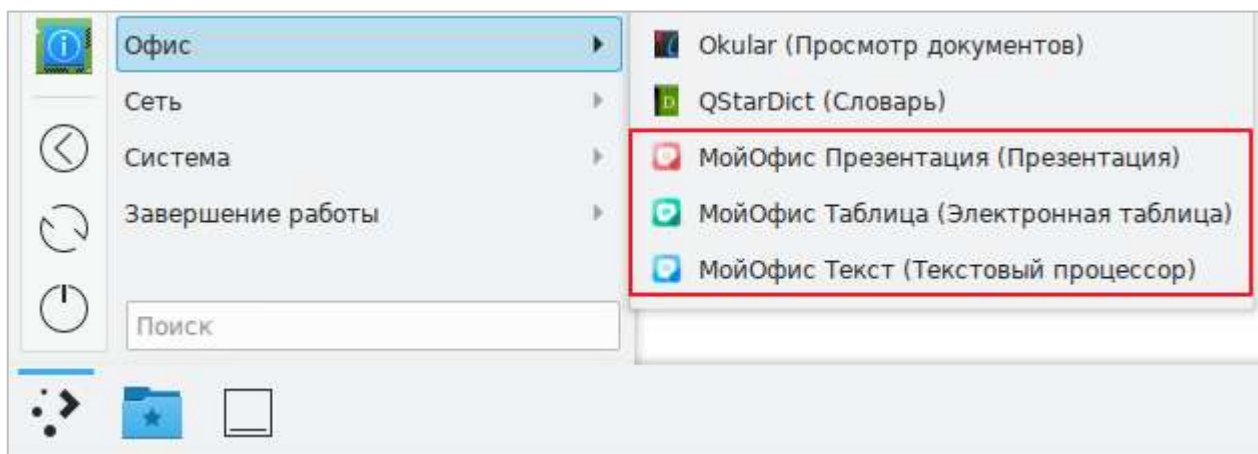 Офис
Сеть
Система
Завершение работы
Поиск
Okular (Просмотр документов)
QStarDict (Словарь)
МойОфис Презентация (Презентация)
МойОфис Таблица (Электронная таблица)
МойОфис Текст (Текстовый процессор)